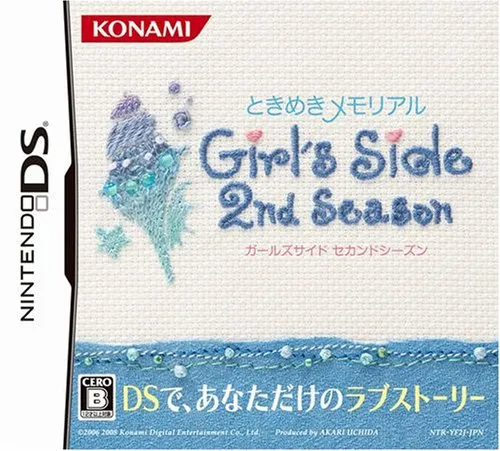 KONAMI
NINTENDO DS
ときめきメモリアル
Girl's Side
2nd Season
ガールズサイド セカンドシーズン
CERO
B
DSで、あなただけのラブストーリー
©2006 2008 Konami Digital Entertainment Co., Ltd. Produced by AKARI UCHIDA
NTR-YF2J-JPN